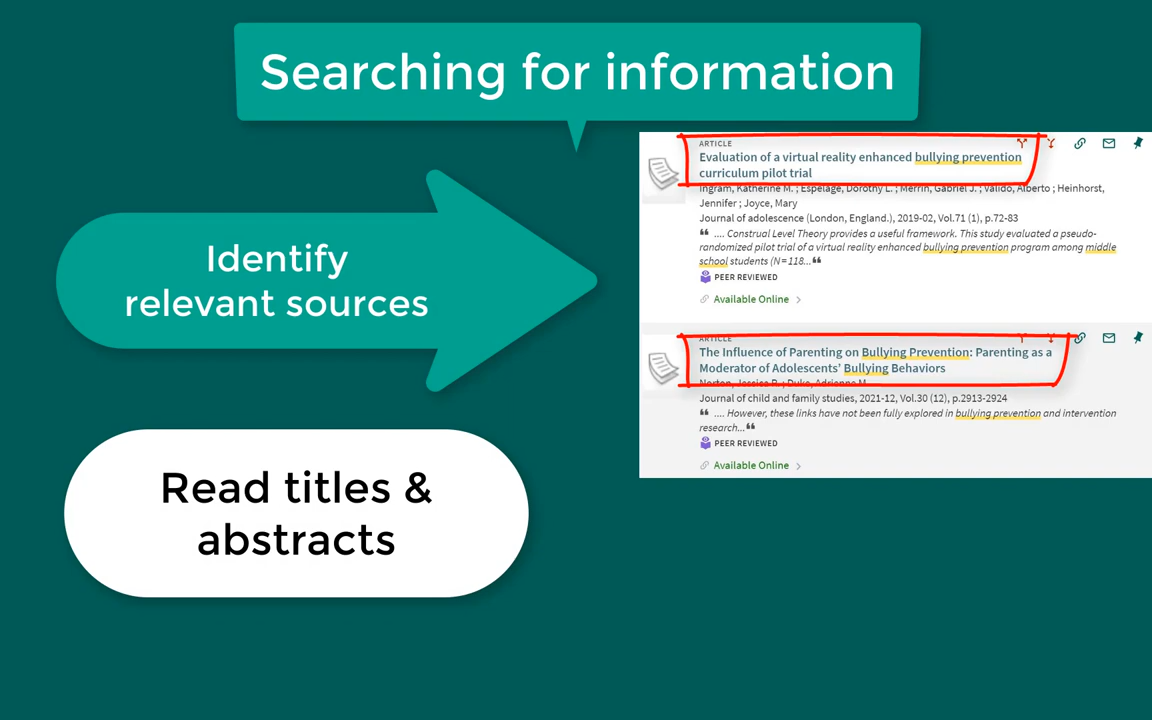 Searching for information
Identify
relevant sources
Read titles &
abstracts
ARTICLE
Evaluation of a virtual reality enhanced bullying prevention
curriculum pilot trial
Ingram, Katherine M. ; Espelage, Dorothy L. ; Merrin, Gabriel J. ; Valido, Alberto ; Heinhorst,
Jennifer ; Joyce, Mary
Journal of adolescence (London, England.), 2019-02, Vol.71 (1), p.72-83
❝ .... Construal Level Theory provides a useful framework. This study evaluated a pseudo-
randomized pilot trial of a virtual reality enhanced bullying prevention program among middle
school students (N = 118...❝
PEER REVIEWED
Available Online >
ARTICLE
The Influence of Parenting on Bullying Prevention: Parenting as a
Moderator of Adolescents' Bullying Behaviors
Norton, Jessica B. ; Duke, Adrienne M.
Journal of child and family studies, 2021-12, Vol.30 (12), p.2913-2924
❝ .... However, these links have not been fully explored in bullying prevention and intervention
research...❝
PEER REVIEWED
Available Online >